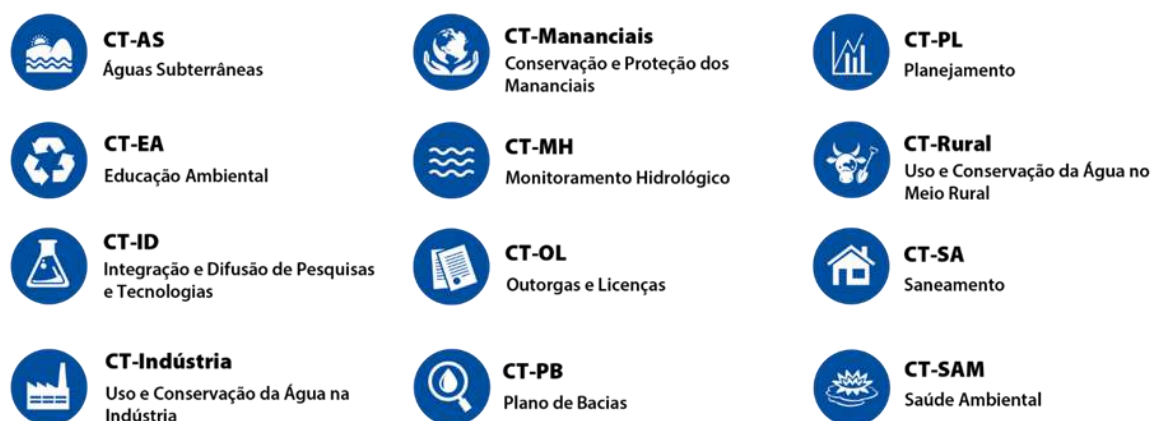 CT-AS
Águas Subterrâneas
CT-EA
Educação Ambiental
CT-ID
Integração e Difusão de Pesquisas
e Tecnologias
CT-Indústria
Uso e Conservação da Água na
Indústria
CT-Mananciais
Conservação e Proteção dos
Mananciais
CT-MH
Monitoramento Hidrológico
CT-OL
Outorgas e Licenças
CT-PB
Plano de Bacias
CT-PL
Planejamento
CT-Rural
Uso e Conservação da Água no
Meio Rural
CT-SA
Saneamento
CT-SAM
Saúde Ambiental